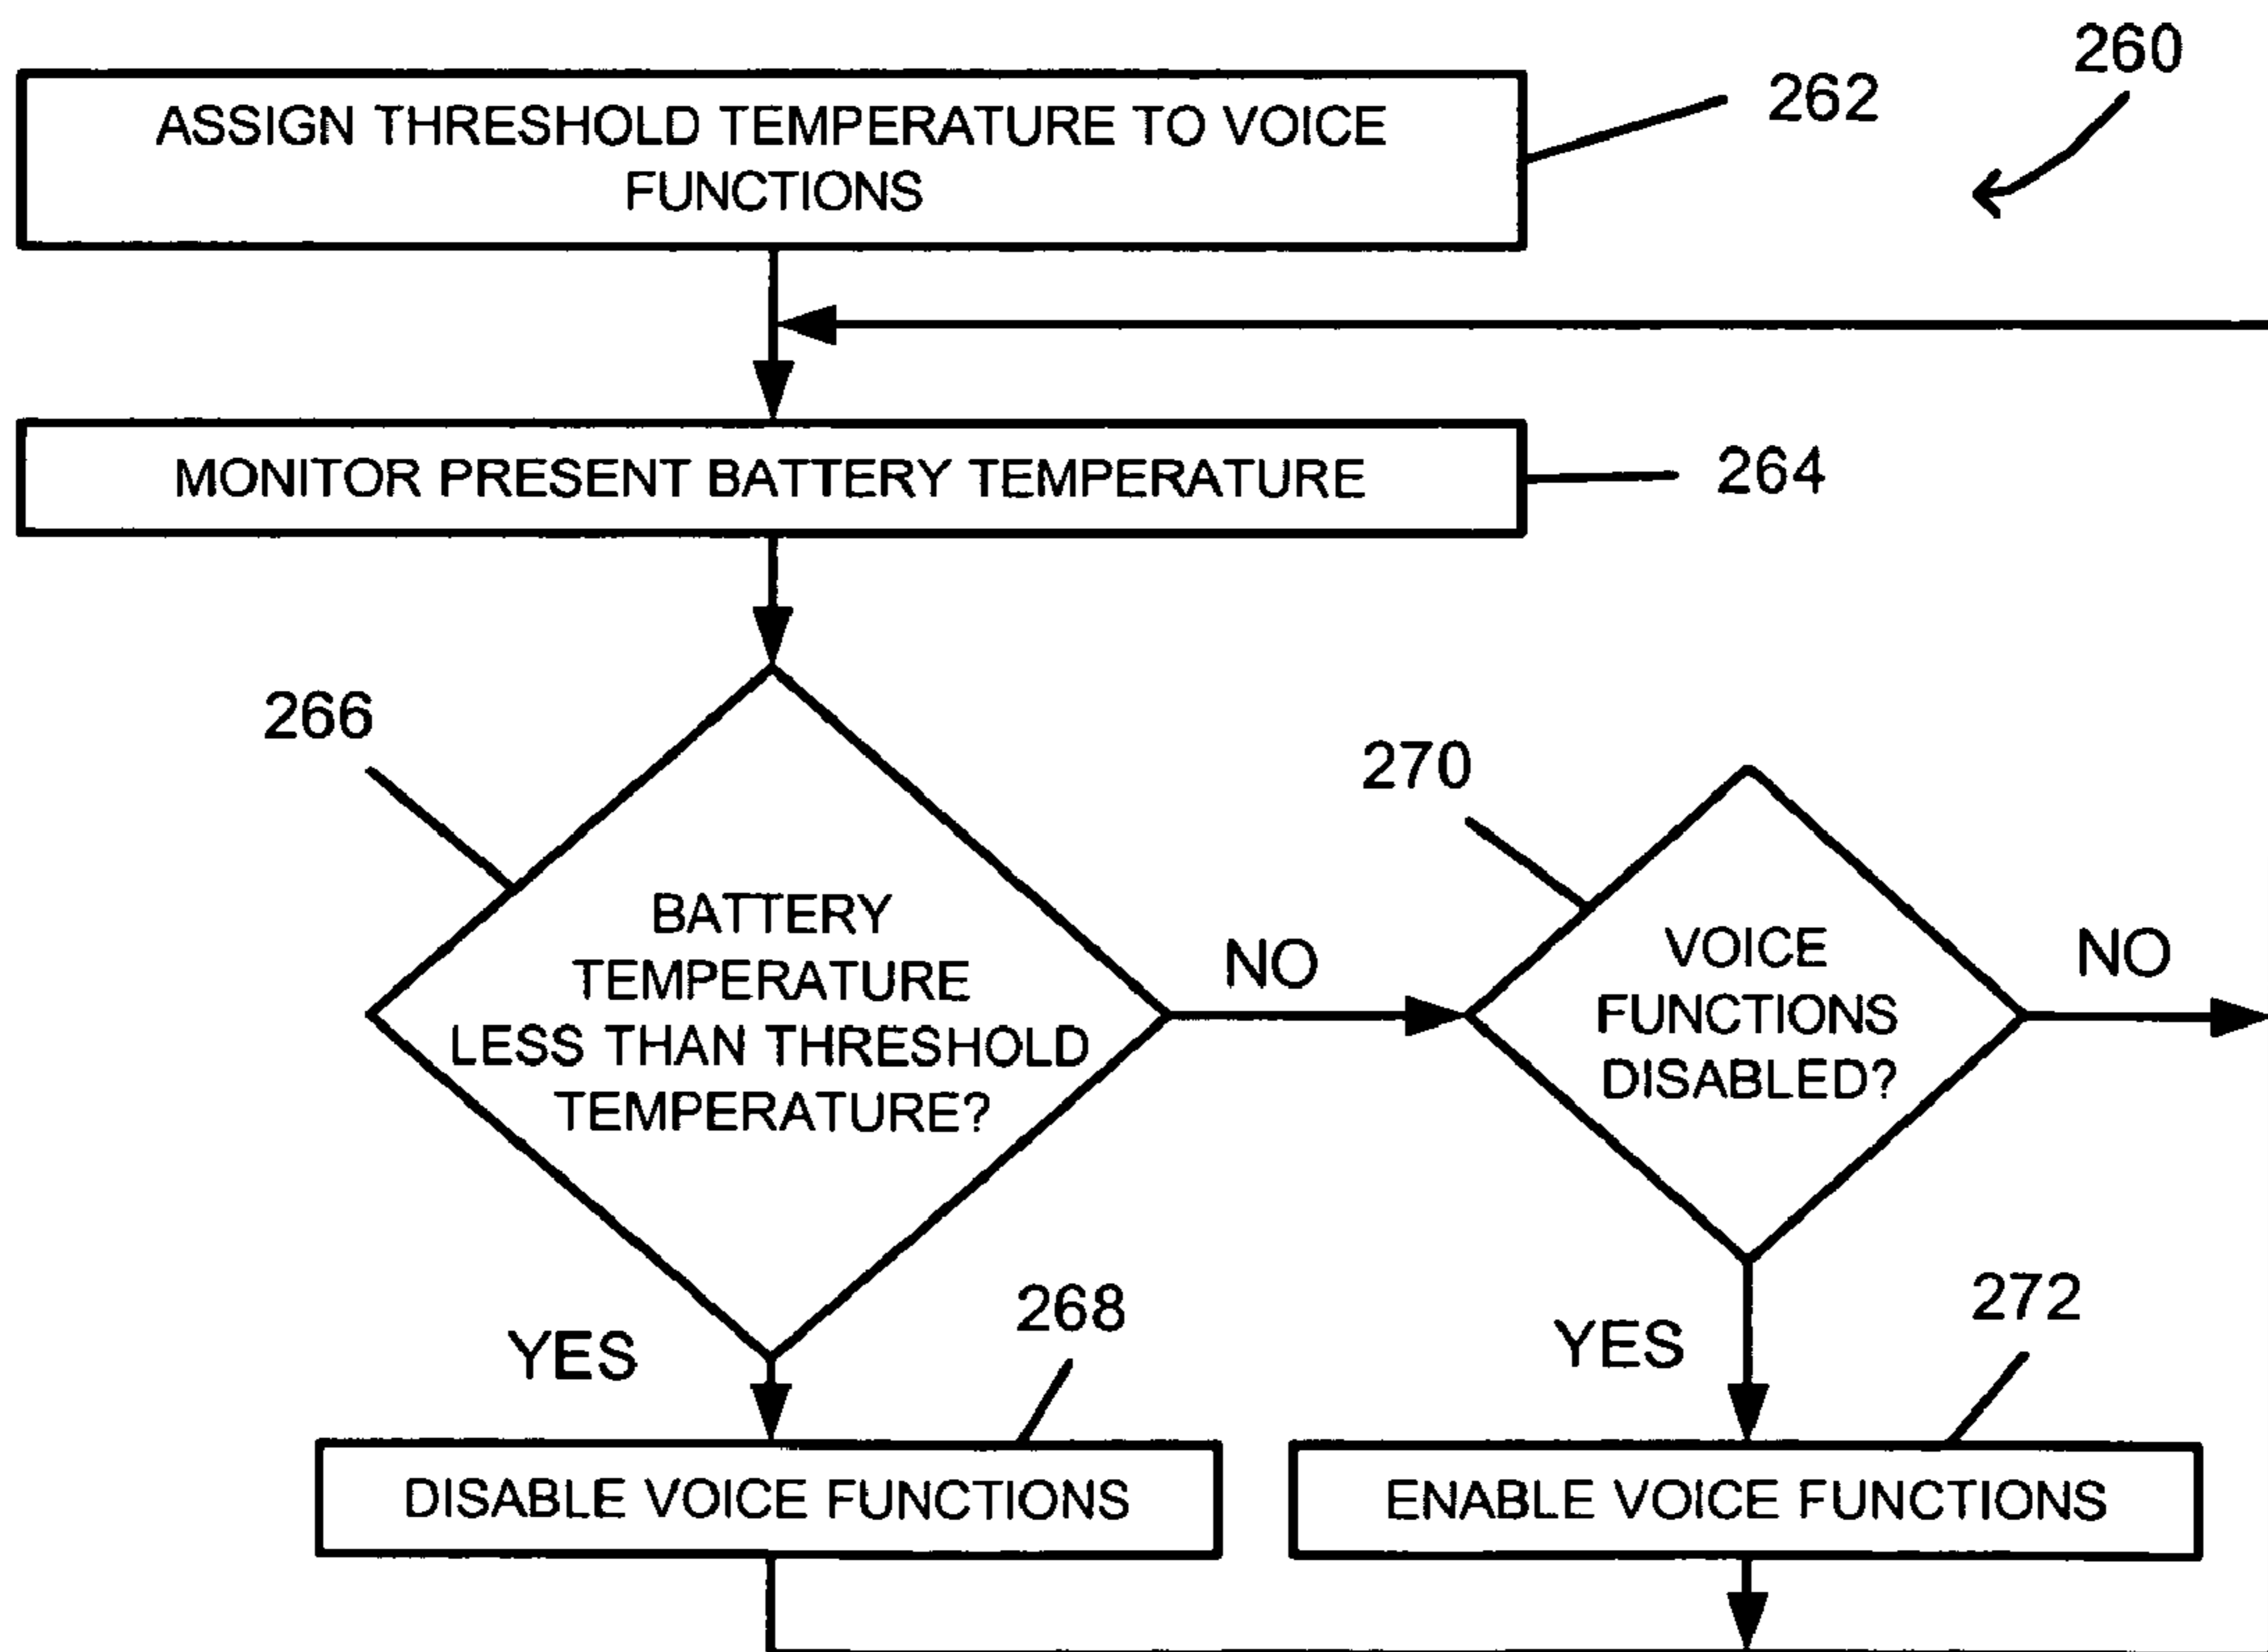 260
ASSIGN THRESHOLD TEMPERATURE TO VOICE
FUNCTIONS
262
MONITOR PRESENT BATTERY TEMPERATURE
264
266
BATTERY
TEMPERATURE
LESS THAN THRESHOLD
TEMPERATURE?
NO
270
VOICE
FUNCTIONS
DISABLED?
NO
YES
268
DISABLE VOICE FUNCTIONS
YES
272
ENABLE VOICE FUNCTIONS